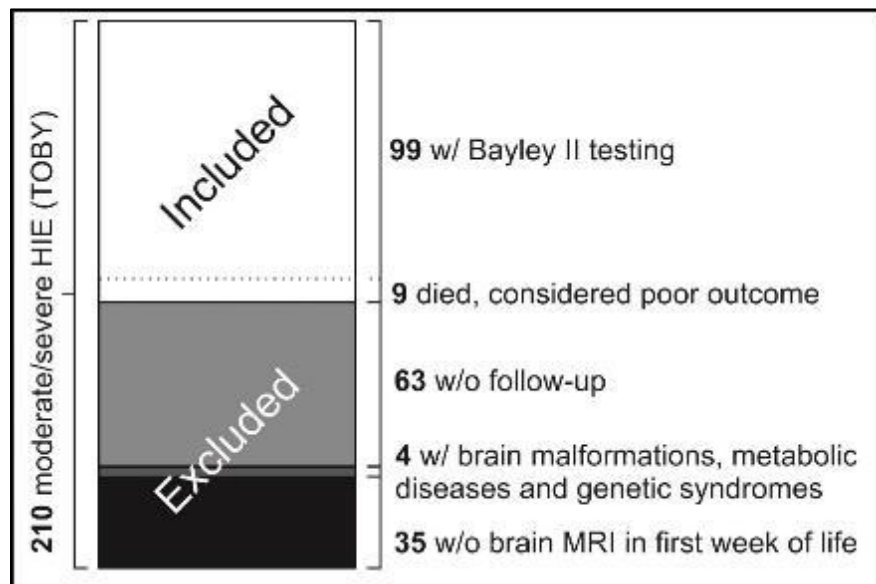 210 moderate/severe HIE (TOBY)
Included
Excluded
99 w/ Bayley II testing
9 died, considered poor outcome
63 w/o follow-up
4 w/ brain malformations, metabolic
diseases and genetic syndromes
35 w/o brain MRI in first week of life